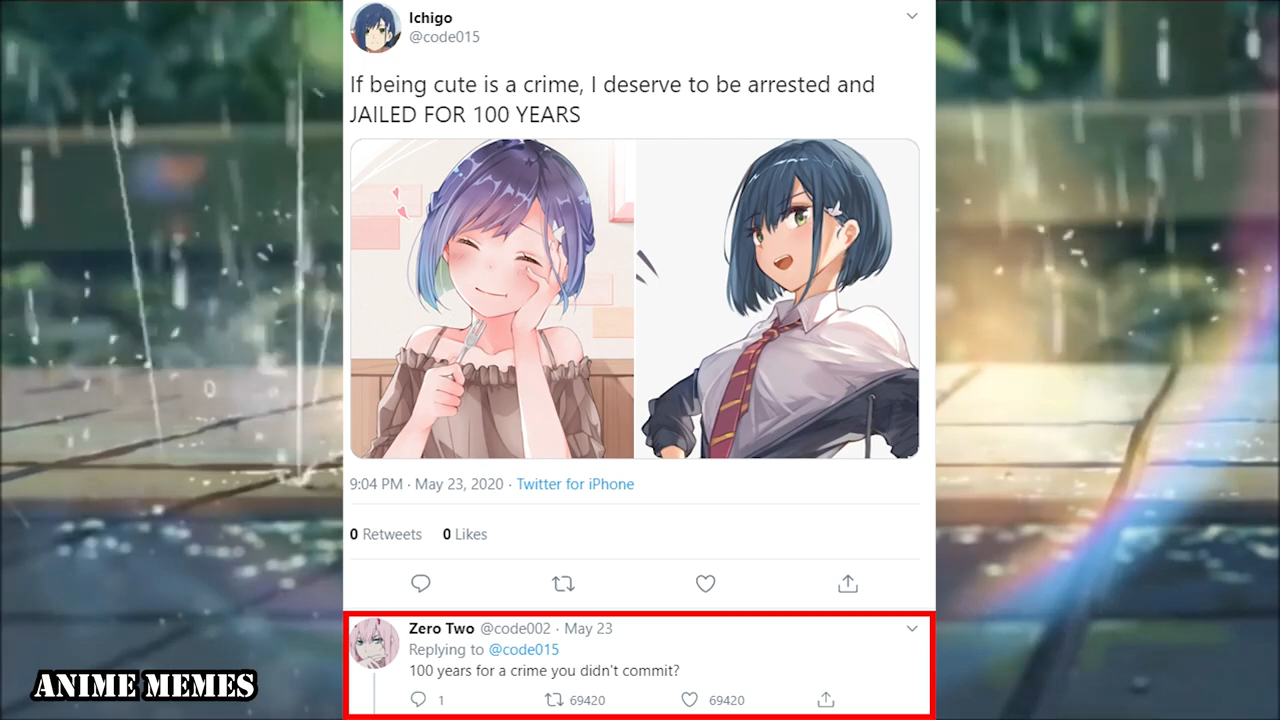 Ichigo
@code015
If being cute is a crime, I deserve to be arrested and
JAILED FOR 100 YEARS
9:04 PM · May 23, 2020 · Twitter for iPhone
0 Retweets 0 Likes
Zero Two @code002 · May 23
Replying to @code015
100 years for a crime you didn't commit?
1 69420 69420
ANIME MEMES